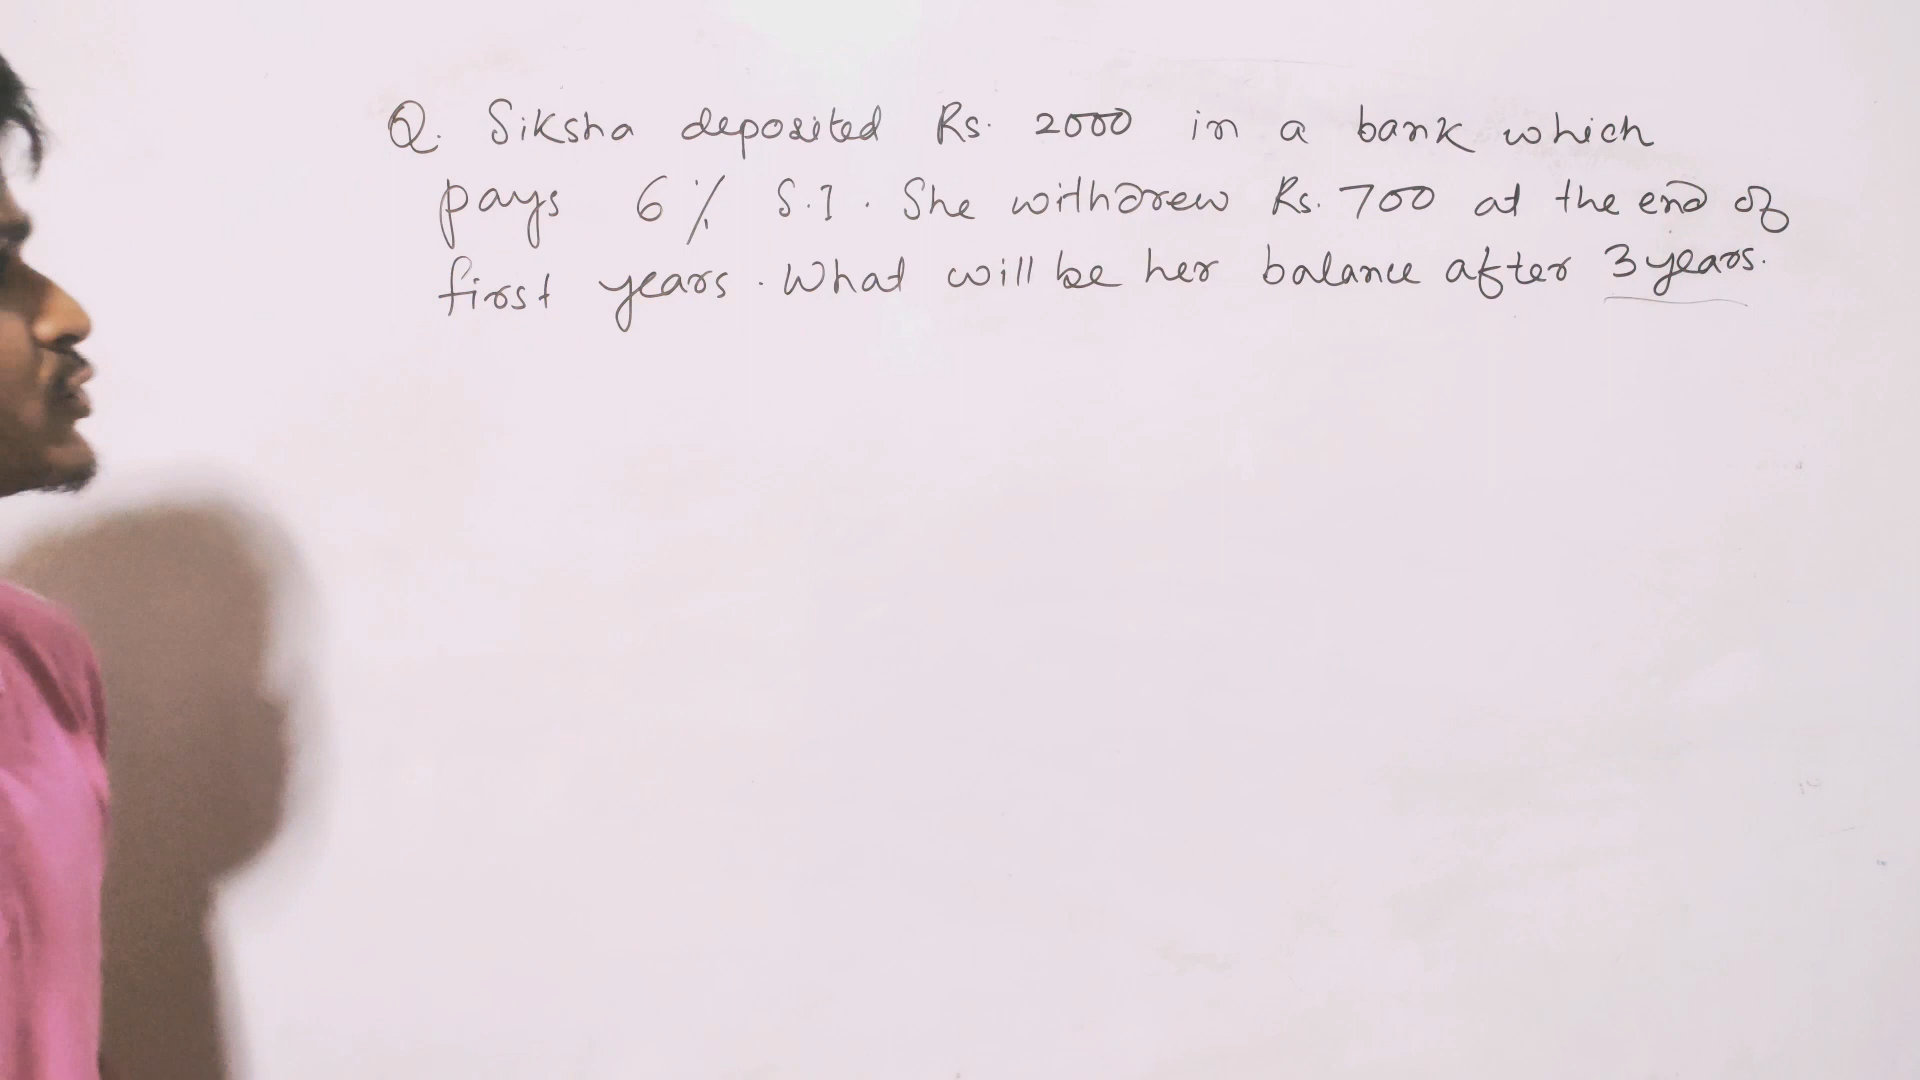 Q. Siksha deposited Rs. 2000 in a bank which
pays 6% S.I. She withdrew Rs. 700 at the end of
first years. What will be her balance after 3 years.